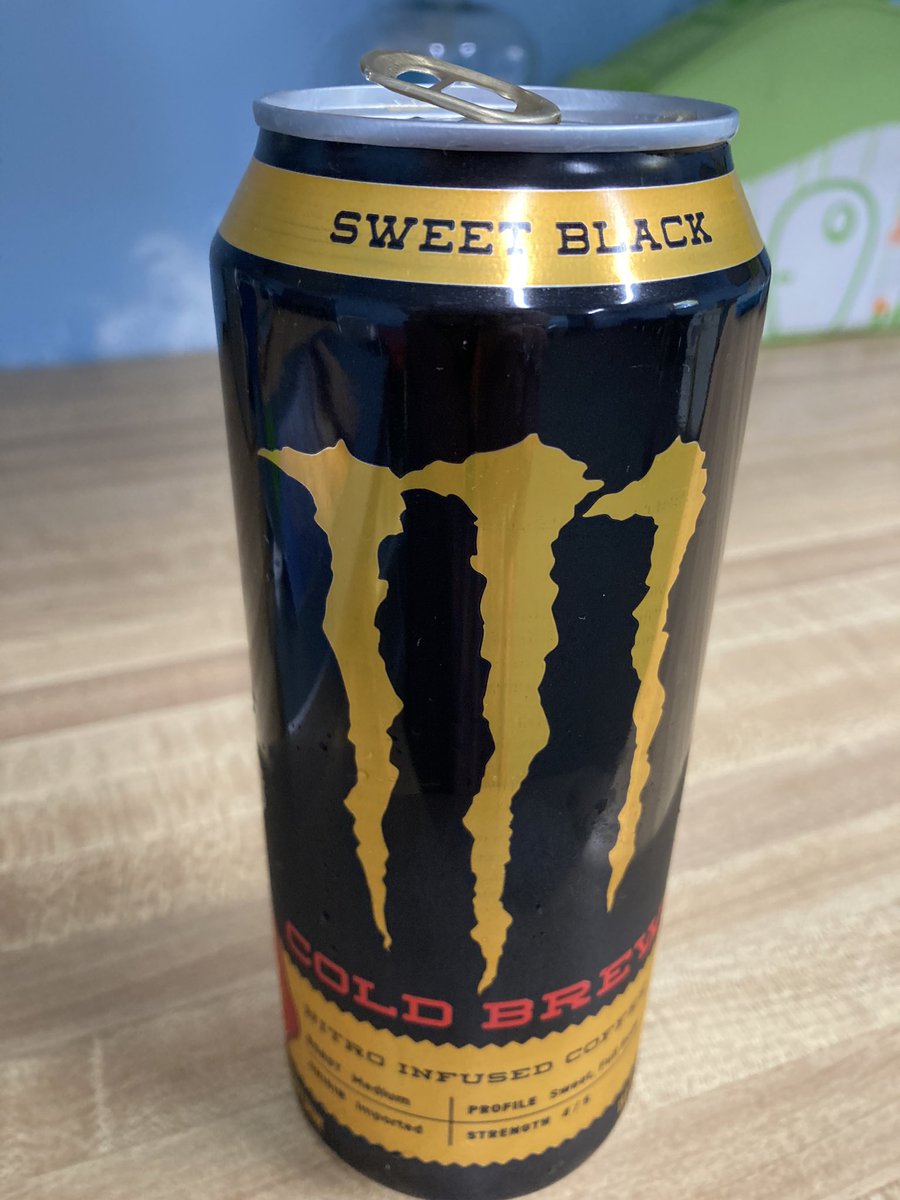 SWEET BLACK
COLD BREW
NITRO INFUSED COFFEE
Medium
Imported
PROFILE Sweet,
STRENGTH 4/5